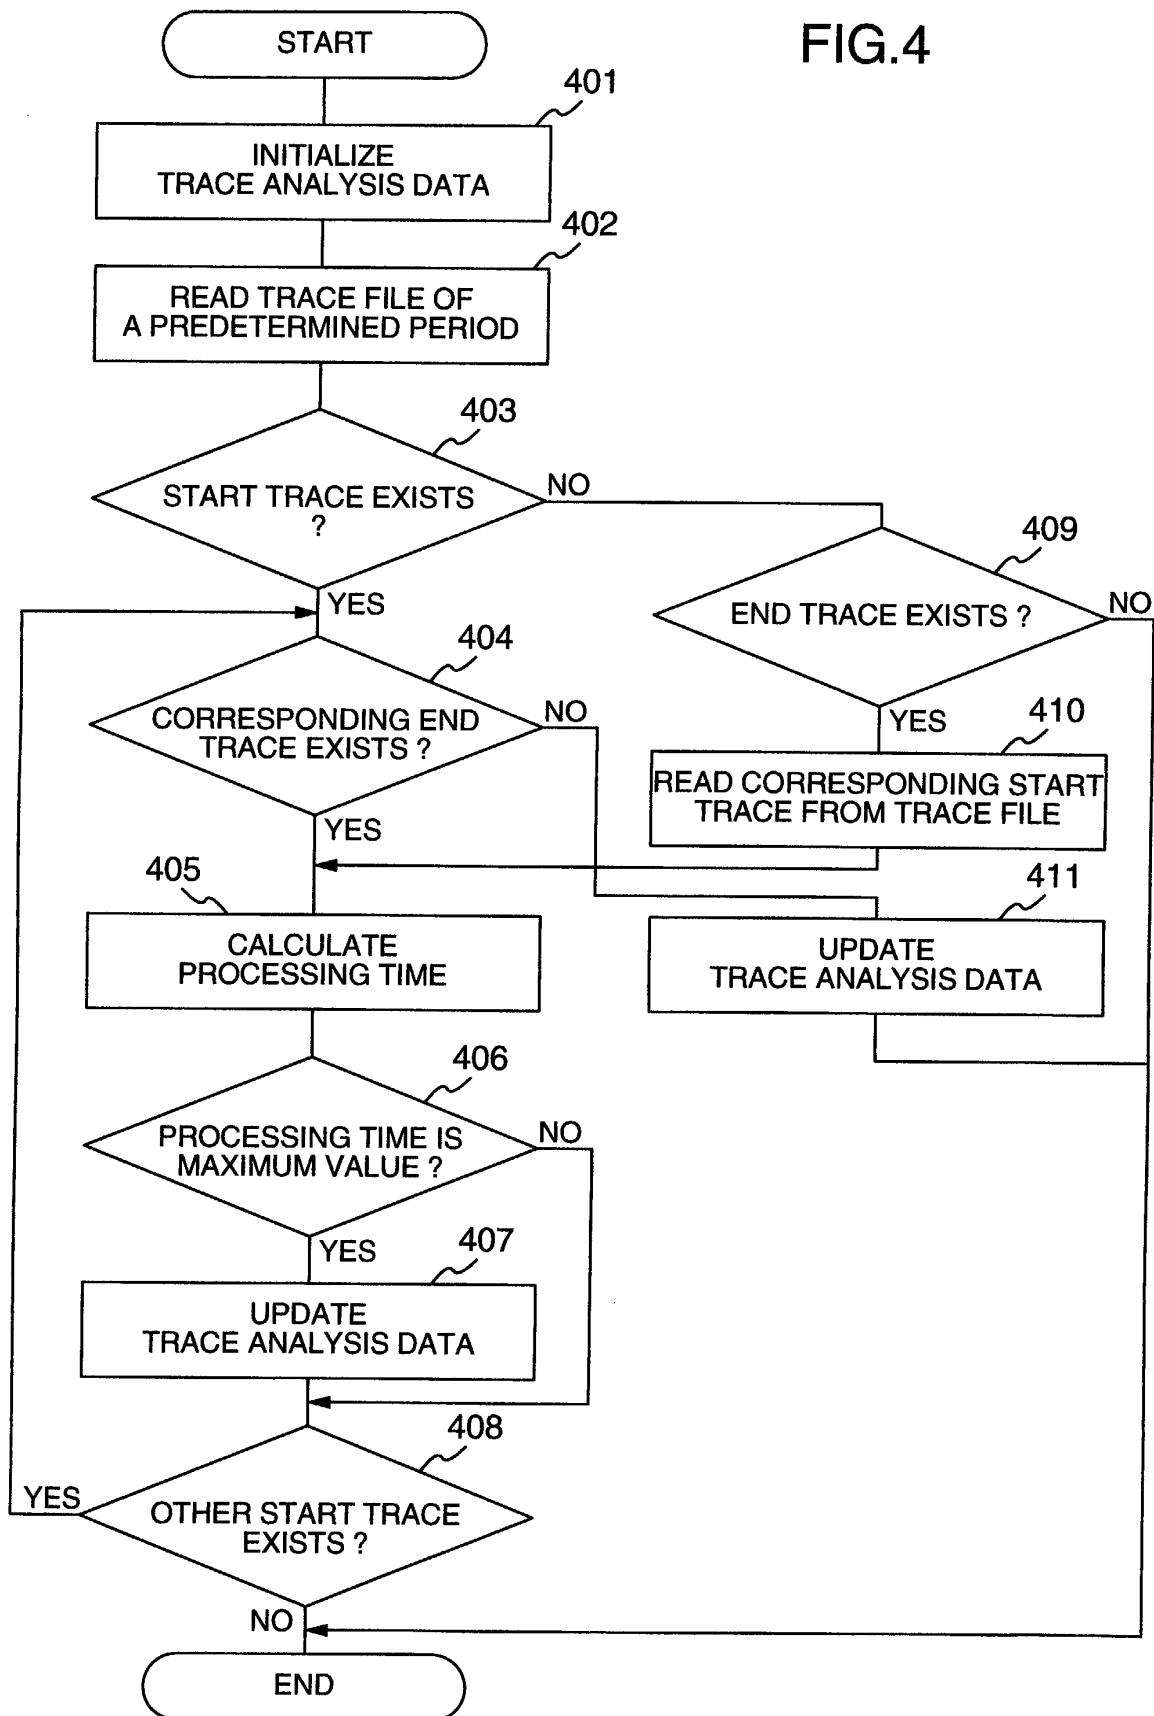 FIG.4
START
401
INITIALIZE
TRACE ANALYSIS DATA
402
READ TRACE FILE OF
A PREDETERMINED PERIOD
403
START TRACE EXISTS
?
NO
YES
409
END TRACE EXISTS ?
NO
YES
404
CORRESPONDING END
TRACE EXISTS ?
NO
YES
410
READ CORRESPONDING START
TRACE FROM TRACE FILE
405
CALCULATE
PROCESSING TIME
411
UPDATE
TRACE ANALYSIS DATA
406
PROCESSING TIME IS
MAXIMUM VALUE ?
NO
YES
407
UPDATE
TRACE ANALYSIS DATA
408
OTHER START TRACE
EXISTS ?
YES
NO
END